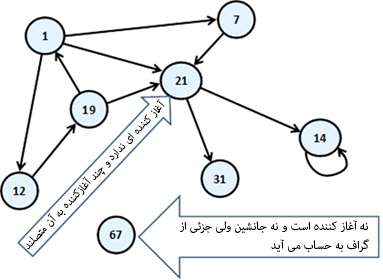 1
7
21
19
14
12
31
آغاز کننده ای ندارد و چند آغازکننده به آن متصلند
67
نه آغاز کننده است و نه جانشین ولی جزئی از
گراف به حساب می آید